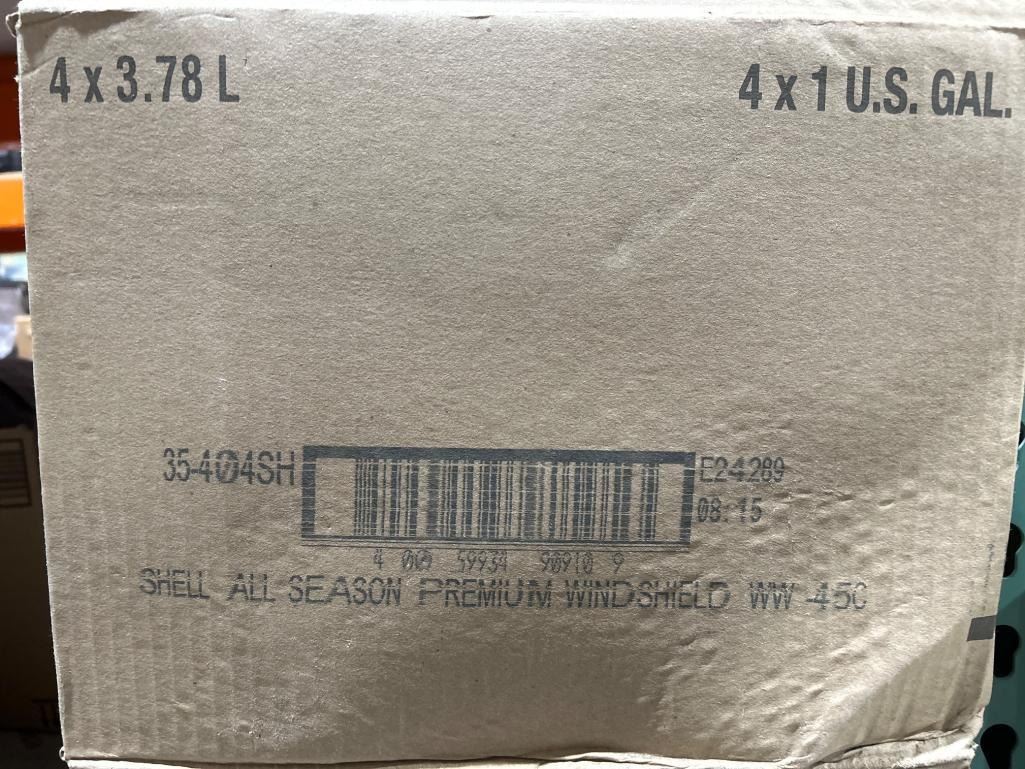 4 x 3.78 L
4 x 1 U.S. GAL.
35-404SH
E24289
08:15
4 00 59934 90910 9
SHELL ALL SEASON PREMIUM WINDSHIELD WW -45C